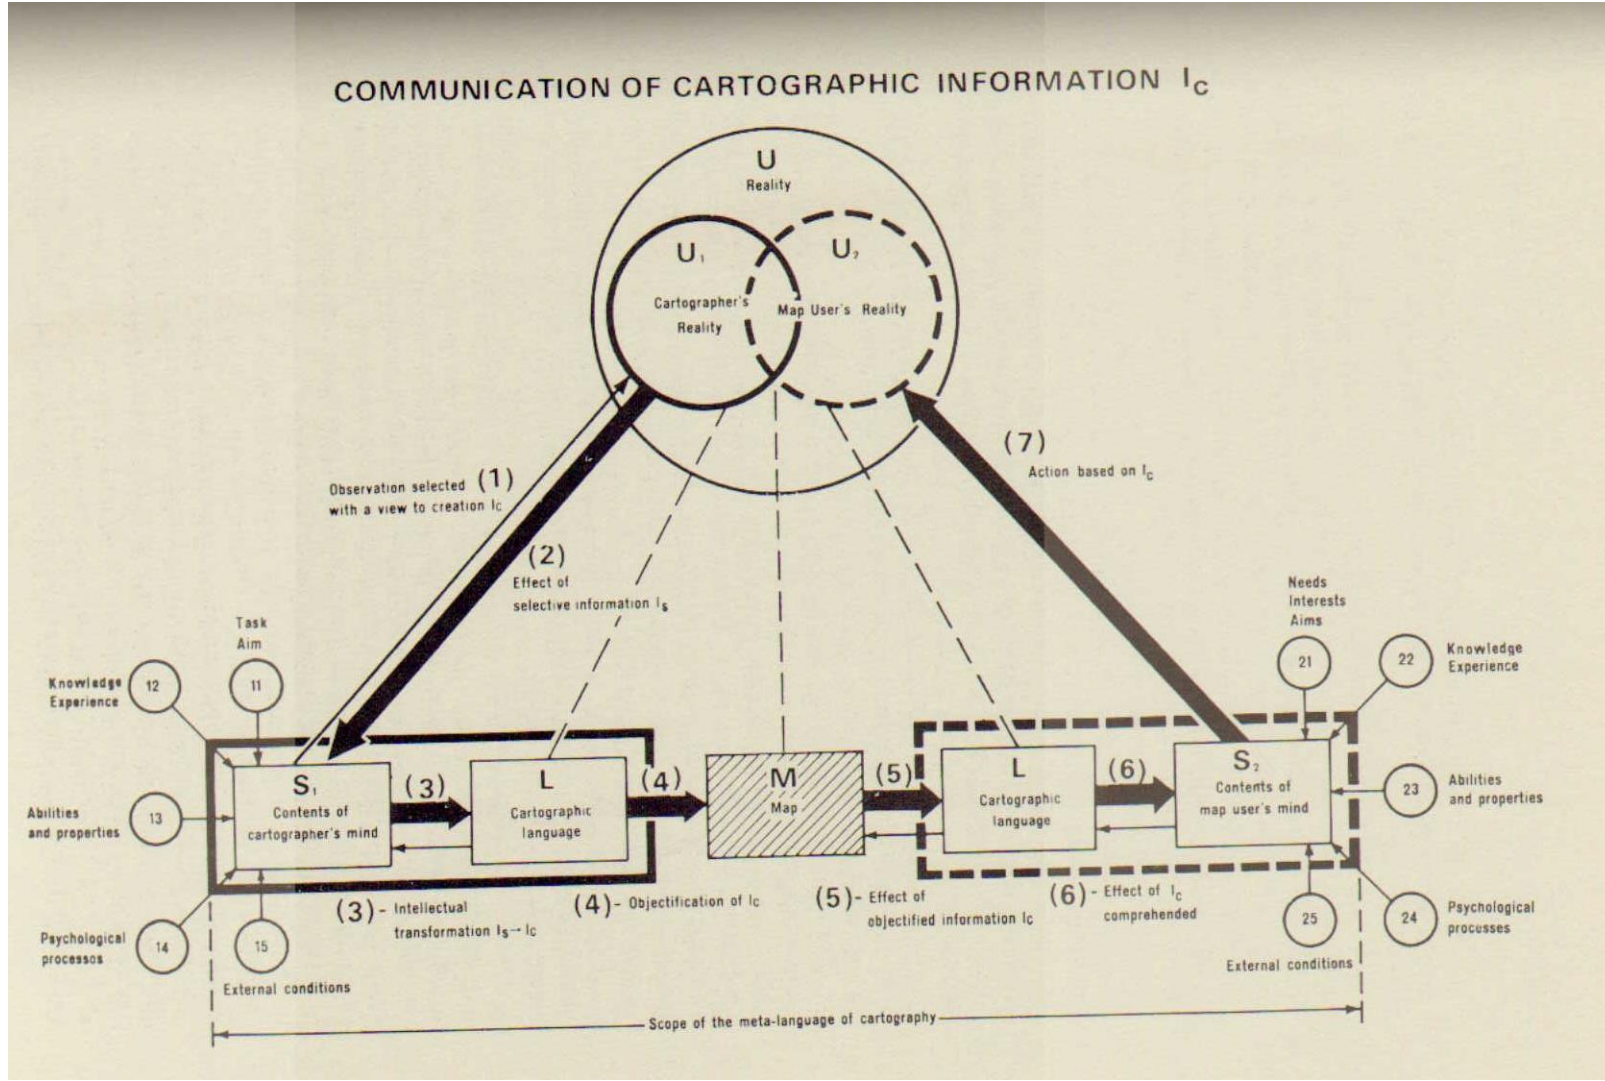 COMMUNICATION OF CARTOGRAPHIC INFORMATION Ic
U
Reality
U₁
Cartographer's
Reality
U₂
Map User's Reality
(1)
Observation selected
with a view to creation Ic
(2)
Effect of
selective information Is
(7)
Action based on Ic
Task
Aim
11
Knowledge
Experience
12
Abilities
and properties
13
Psychological
processos
14
15
External conditions
S₁
Contents of
cartographer's mind
(3)
L
Cartographic
language
(4)
M
Map
(5)
L
Cartographic
language
(6)
S₂
Contents of
map user's mind
Needs
Interests
Aims
21
22
Knowledge
Experience
23
Abilities
and properties
24
Psychological
processes
25
External conditions
(3) - Intellectual
transformation Is→Ic
(4) - Objectification of Ic
(5) - Effect of
objectified information Ic
(6) - Effect of Ic
comprehended
Scope of the meta-language of cartography